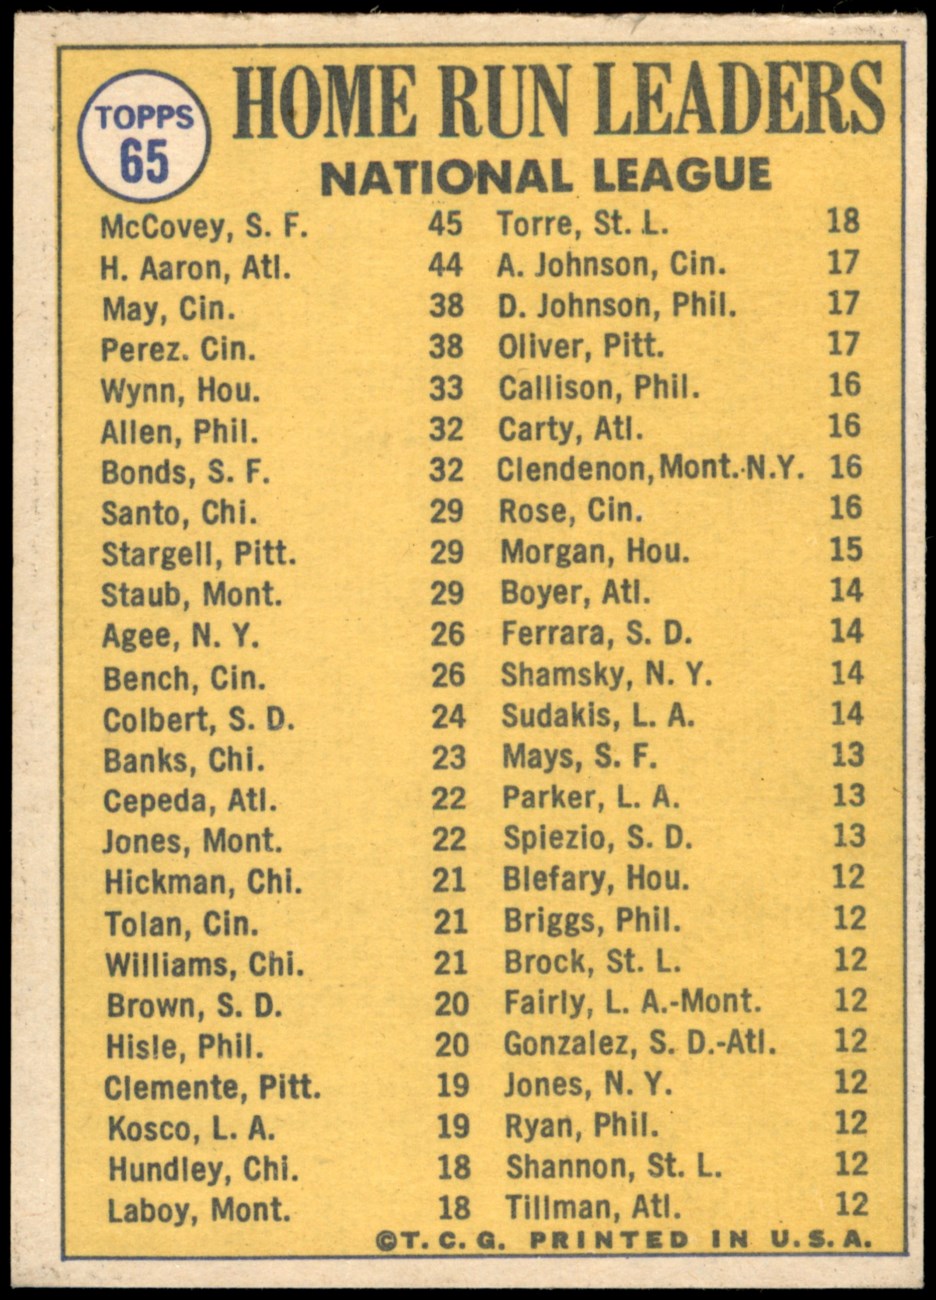 TOPPS
65
HOME RUN LEADERS
NATIONAL LEAGUE
McCovey, S. F. 45
H. Aaron, Atl. 44
May, Cin. 38
Perez. Cin. 38
Wynn, Hou. 33
Allen, Phil. 32
Bonds, S. F. 32
Santo, Chi. 29
Stargell, Pitt. 29
Staub, Mont. 29
Agee, N. Y. 26
Bench, Cin. 26
Colbert, S. D. 24
Banks, Chi. 23
Cepeda, Atl. 22
Jones, Mont. 22
Hickman, Chi. 21
Tolan, Cin. 21
Williams, Chi. 21
Brown, S. D. 20
Hisle, Phil. 20
Clemente, Pitt. 19
Kosco, L. A. 19
Hundley, Chi. 18
Laboy, Mont. 18
Torre, St. L. 18
A. Johnson, Cin. 17
D. Johnson, Phil. 17
Oliver, Pitt. 17
Callison, Phil. 16
Carty, Atl. 16
Clendenon, Mont.-N.Y. 16
Rose, Cin. 16
Morgan, Hou. 15
Boyer, Atl. 14
Ferrara, S. D. 14
Shamsky, N. Y. 14
Sudakis, L. A. 14
Mays, S. F. 13
Parker, L. A. 13
Spiezio, S. D. 13
Blefary, Hou. 12
Briggs, Phil. 12
Brock, St. L. 12
Fairly, L. A.-Mont. 12
Gonzalez, S. D.-Atl. 12
Jones, N. Y. 12
Ryan, Phil. 12
Shannon, St. L. 12
Tillman, Atl. 12
©T. C. G. PRINTED IN U.S.A.